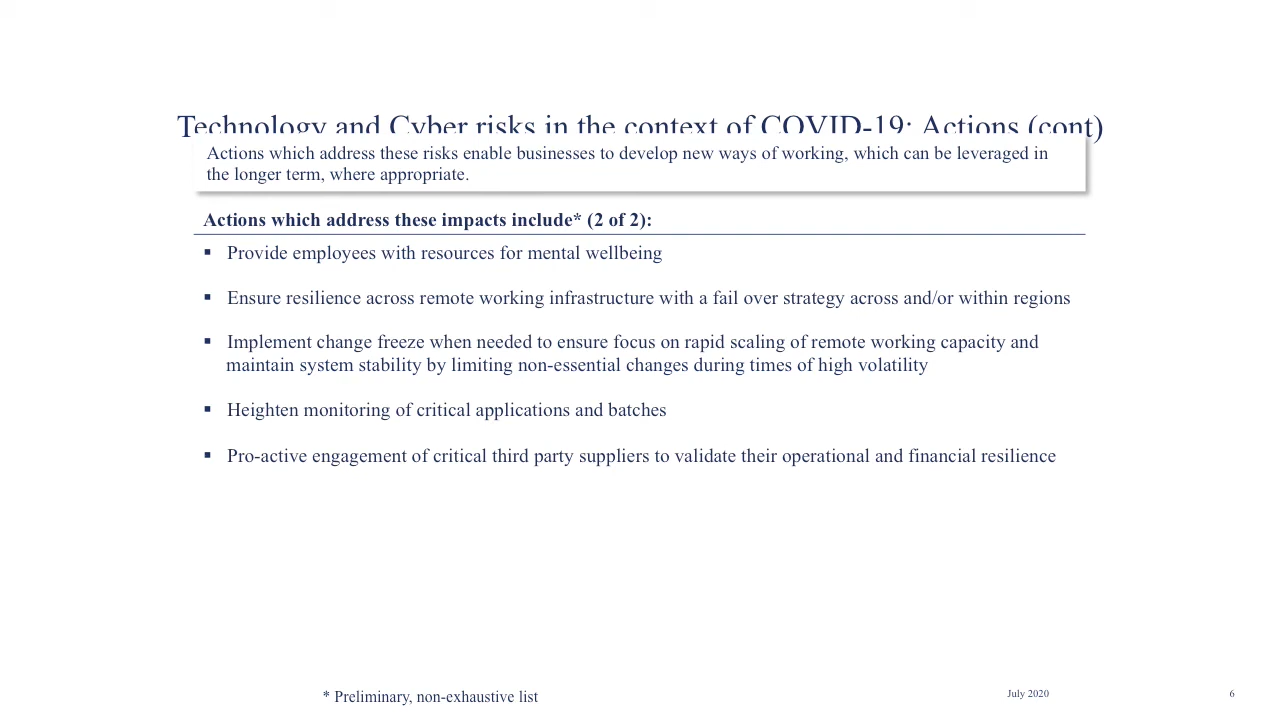 Technology and Cyber risks in the context of COVID-19: Actions (cont)
Actions which address these risks enable businesses to develop new ways of working, which can be leveraged in
the longer term, where appropriate.
Actions which address these impacts include* (2 of 2):
▪ Provide employees with resources for mental wellbeing
▪ Ensure resilience across remote working infrastructure with a fail over strategy across and/or within regions
▪ Implement change freeze when needed to ensure focus on rapid scaling of remote working capacity and
maintain system stability by limiting non-essential changes during times of high volatility
▪ Heighten monitoring of critical applications and batches
▪ Pro-active engagement of critical third party suppliers to validate their operational and financial resilience
* Preliminary, non-exhaustive list
July 2020
6